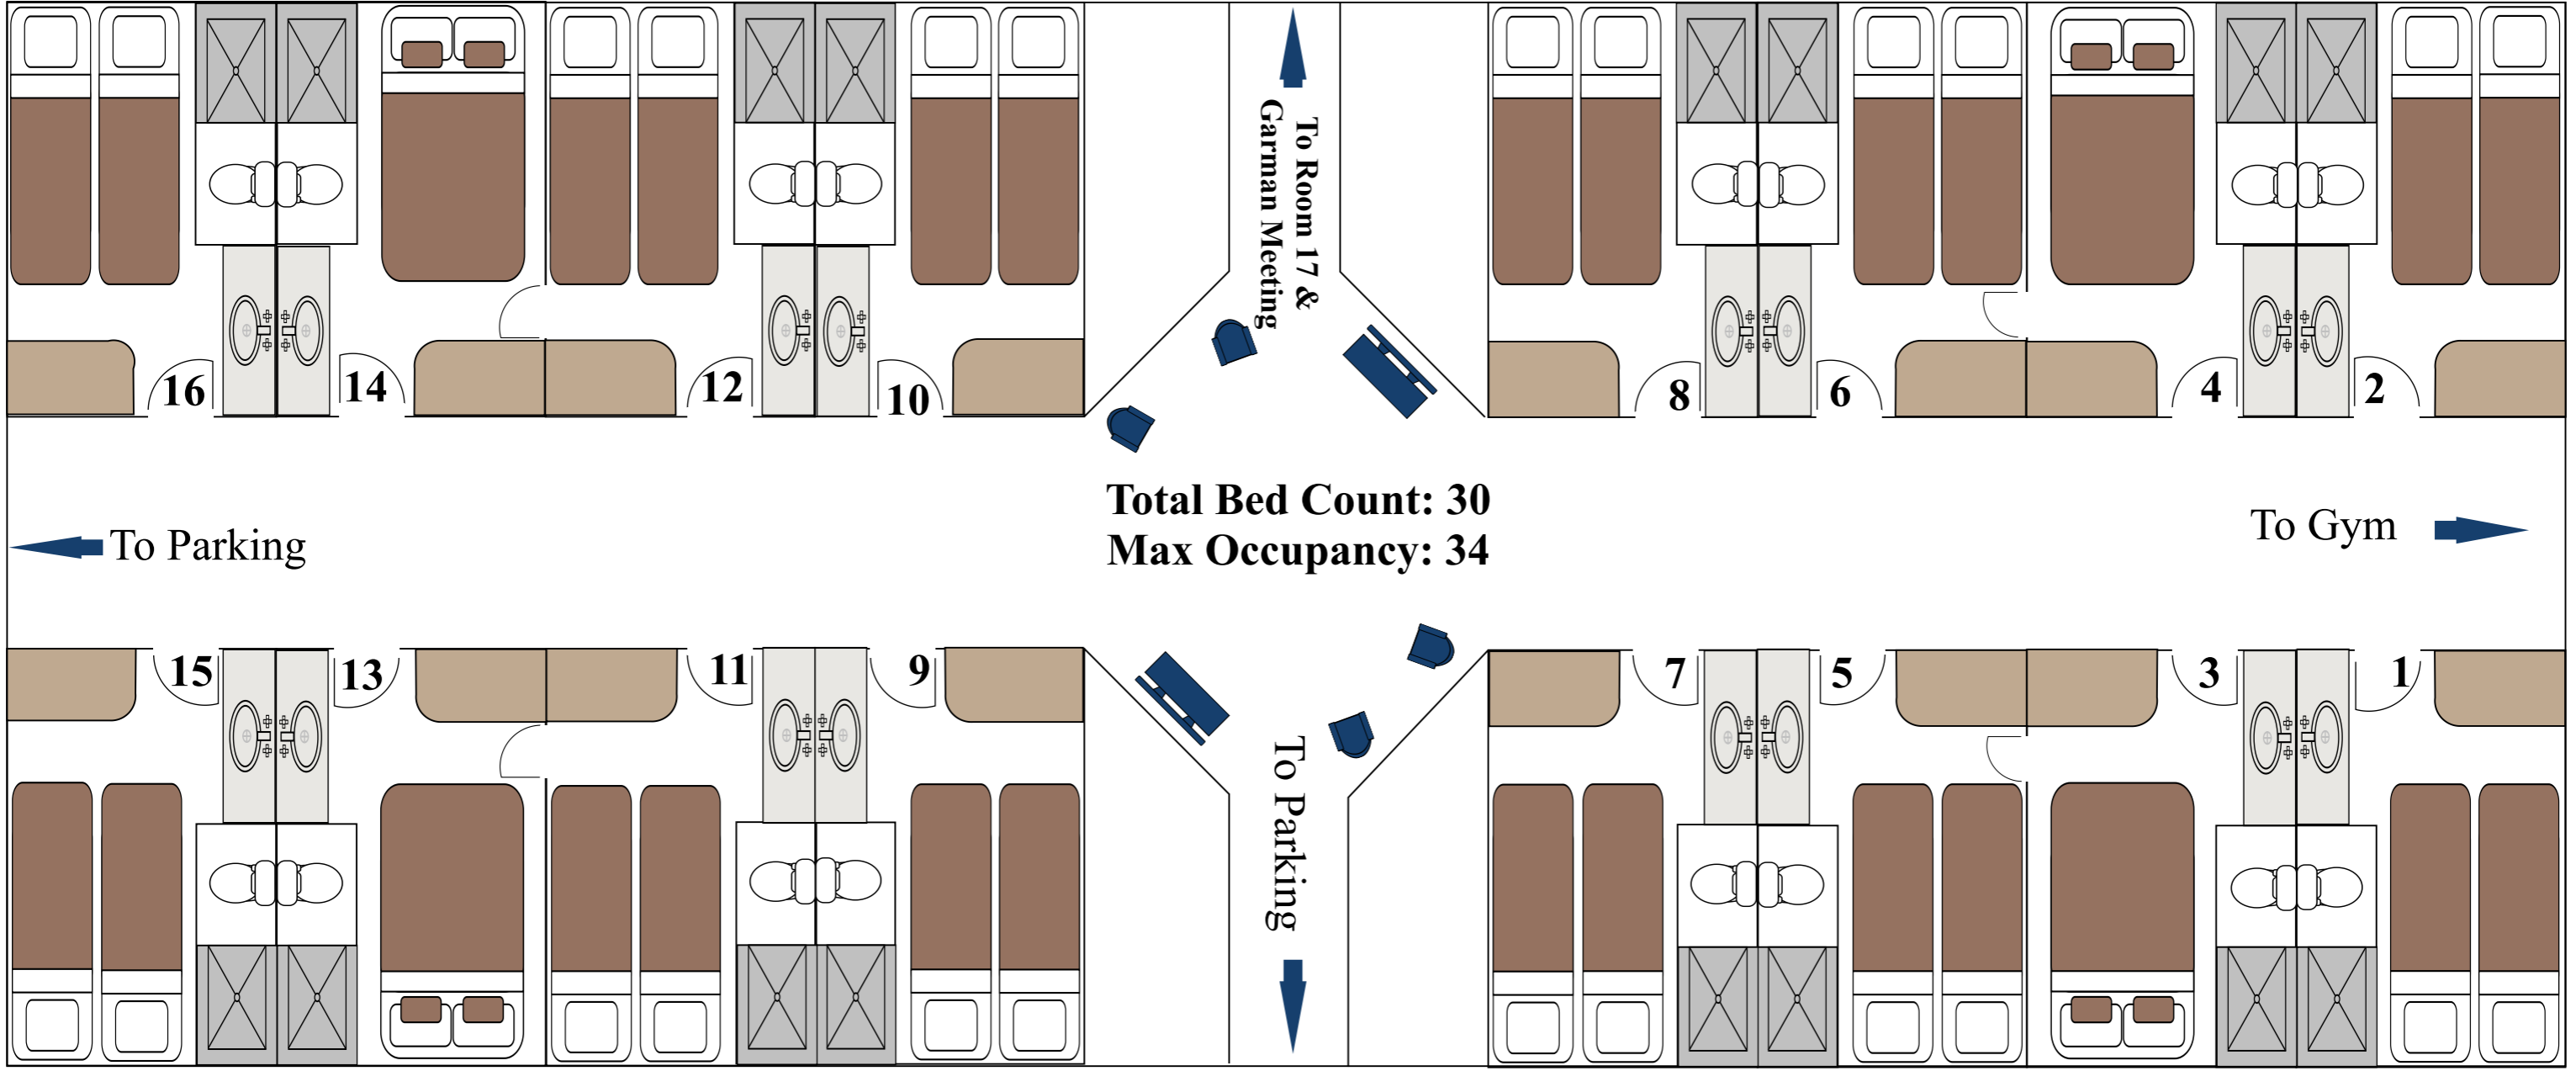 To Room 17 &
Garman Meeting
16
14
12
10
8
6
4
2
Total Bed Count: 30
Max Occupancy: 34
To Parking
To Gym
15
13
11
9
7
5
3
1
To Parking